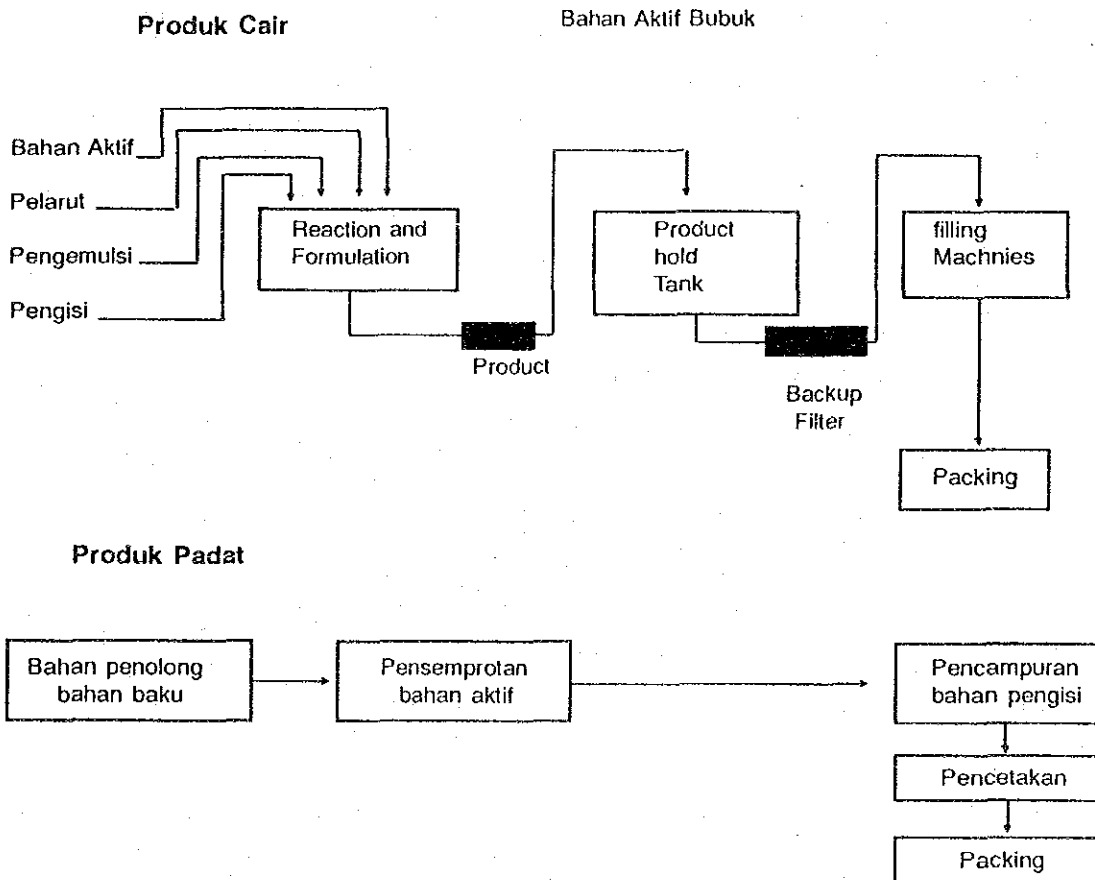 Produk Cair
Bahan Aktif Bubuk
Bahan Aktif
Pelarut
Pengemulsi
Pengisi
Reaction and
Formulation
Product
Product
hold
Tank
Backup
Filter
filling
Machnies
Packing
Produk Padat
Bahan penolong
bahan baku
Pensemprotan
bahan aktif
Pencampuran
bahan pengisi
Pencetakan
Packing